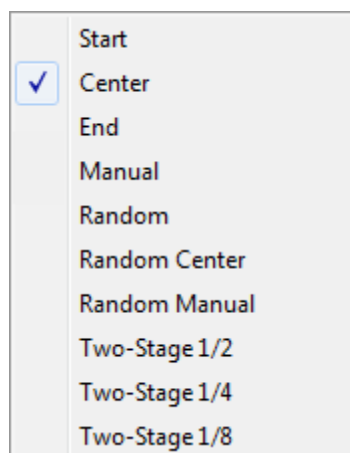 Start
Center
End
Manual
Random
Random Center
Random Manual
Two-Stage 1/2
Two-Stage 1/4
Two-Stage 1/8